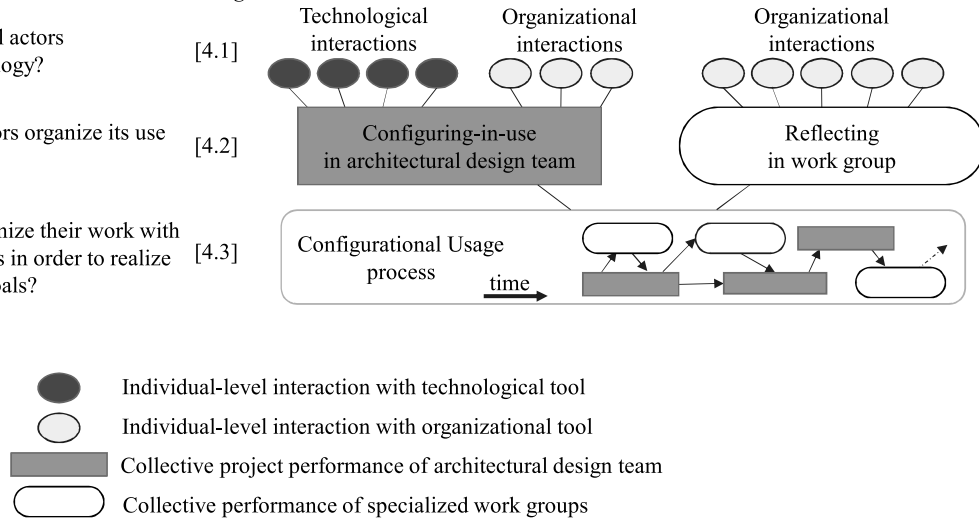 Technological
interactions
Organizational
interactions
Organizational
interactions
actors
ogy?
[4.1]
ors organize its use
[4.2]
Configuring-in-use
in architectural design team
Reflecting
in work group
nize their work with
s in order to realize
oals?
[4.3]
Configurational Usage
process
time
Individual-level interaction with technological tool
Individual-level interaction with organizational tool
Collective project performance of architectural design team
Collective performance of specialized work groups